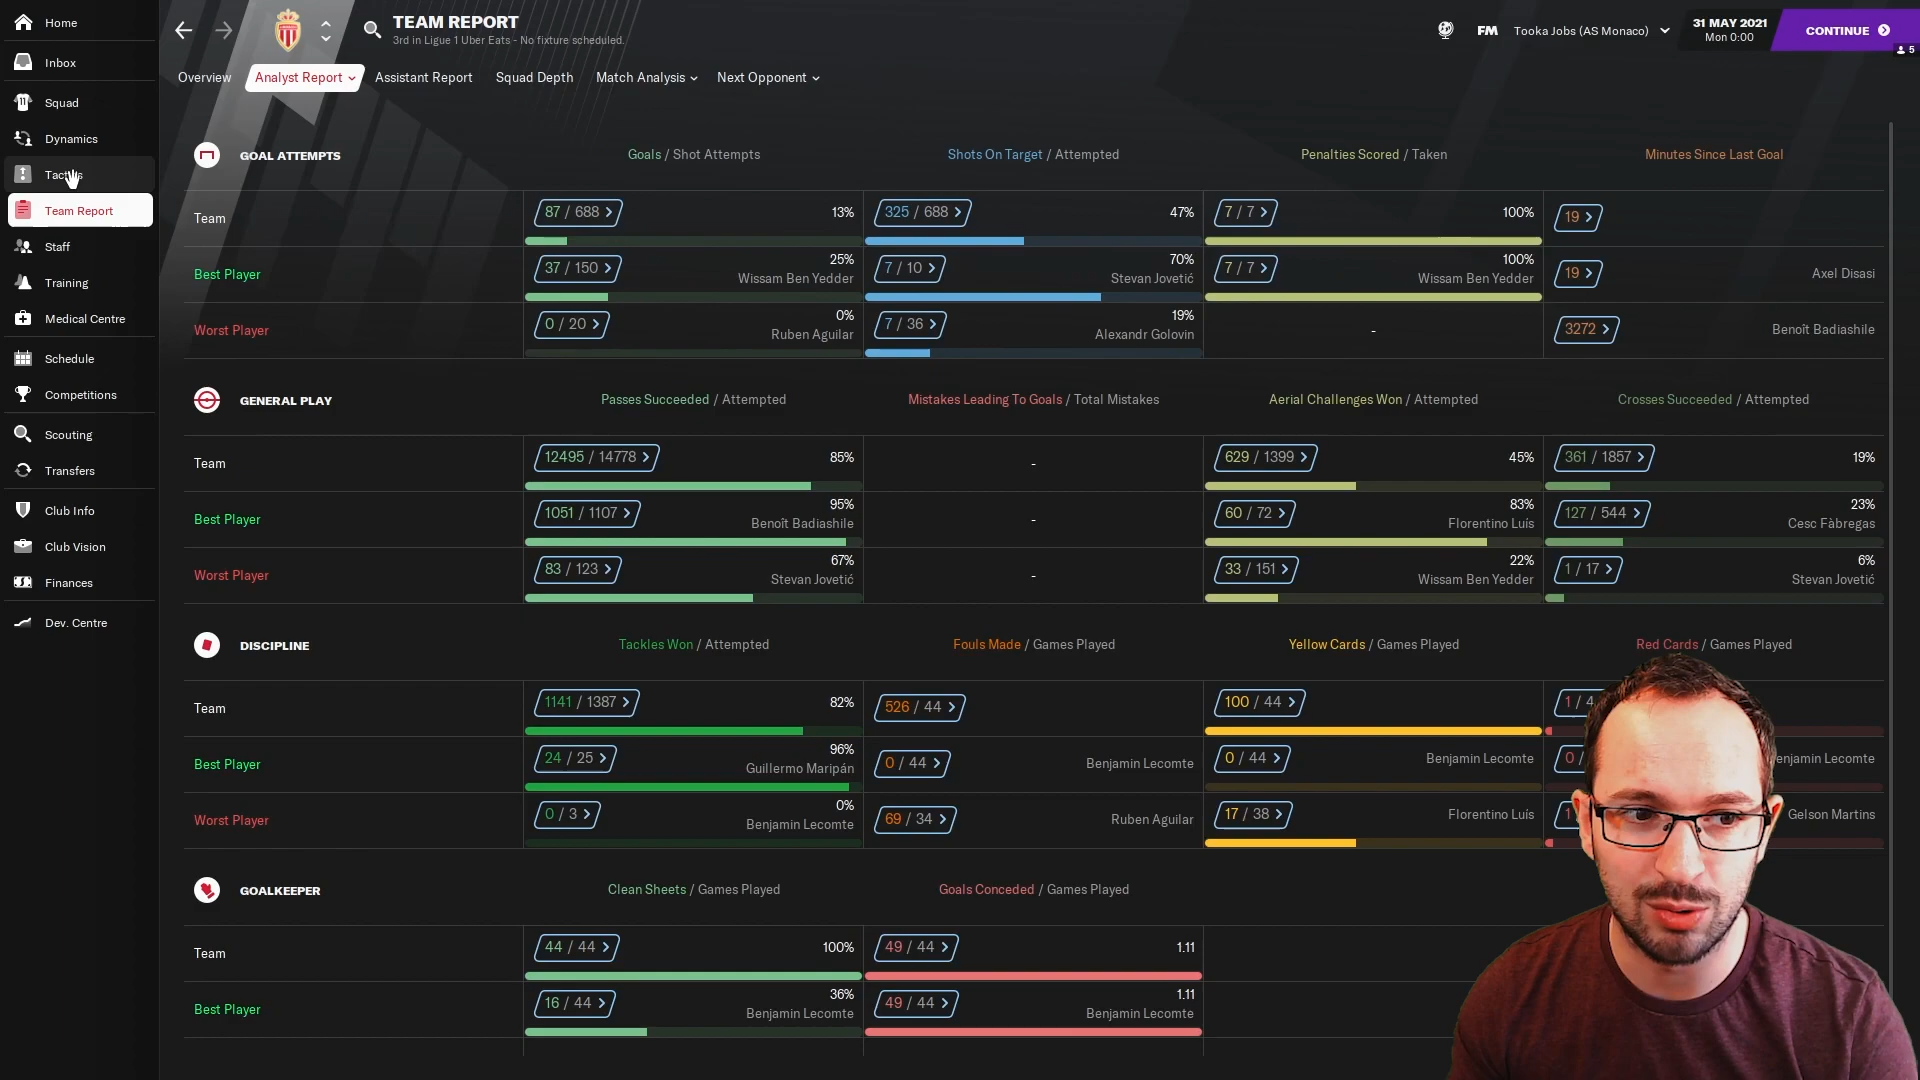 Home
Inbox
Squad
Dynamics
Team Report
Staff
Training
Medical Centre
Schedule
Competitions
Scouting
Transfers
Club Info
Club Vision
Finances
Dev. Centre
TEAM REPORT
3rd in Ligue 1 Uber Eats - No fixture scheduled.
FM Tooka Jobs (AS Monaco)
31 MAY 2021
Mon 0:00
CONTINUE
5
Overview Analyst Report Assistant Report Squad Depth Match Analysis Next Opponent
GOAL ATTEMPTS Goals / Shot Attempts Shots On Target / Attempted Penalties Scored / Taken Minutes Since Last Goal
Team 87 / 688 13% 325 / 688 47% 7 / 7 100% 19
Best Player 37 / 150 25% Wissam Ben Yedder 7 / 10 70% Stevan Jovetić 7 / 7 100% Wissam Ben Yedder 19 Axel Disasi
Worst Player 0 / 20 0% Ruben Aguilar 7 / 36 19% Alexandr Golovin - 3272 Benoît Badiashile
GENERAL PLAY Passes Succeeded / Attempted Mistakes Leading To Goals / Total Mistakes Aerial Challenges Won / Attempted Crosses Succeeded / Attempted
Team 12495 / 14778 85% - 629 / 1399 45% 361 / 1857 19%
Best Player 1051 / 1107 95% Benoît Badiashile - 60 / 72 83% Florentino Luís 127 / 544 23% Cesc Fàbregas
Worst Player 83 / 123 67% Stevan Jovetić - 33 / 151 22% Wissam Ben Yedder 1 / 17 6% Stevan Jovetić
DISCIPLINE Tackles Won / Attempted Fouls Made / Games Played Yellow Cards / Games Played Red Cards / Games Played
Team 1141 / 1387 82% 526 / 44 100 / 44 1 / 4
Best Player 24 / 25 96% Guillermo Maripán 0 / 44 Benjamin Lecomte 0 / 44 Benjamin Lecomte 0 / enjamin Lecomte
Worst Player 0 / 3 0% Benjamin Lecomte 69 / 34 Ruben Aguilar 17 / 38 Florentino Luís 1 Gelson Martins
GOALKEEPER Clean Sheets / Games Played Goals Conceded / Games Played
Team 44 / 44 100% 49 / 44 1.11
Best Player 16 / 44 36% Benjamin Lecomte 49 / 44 1.11 Benjamin Lecomte